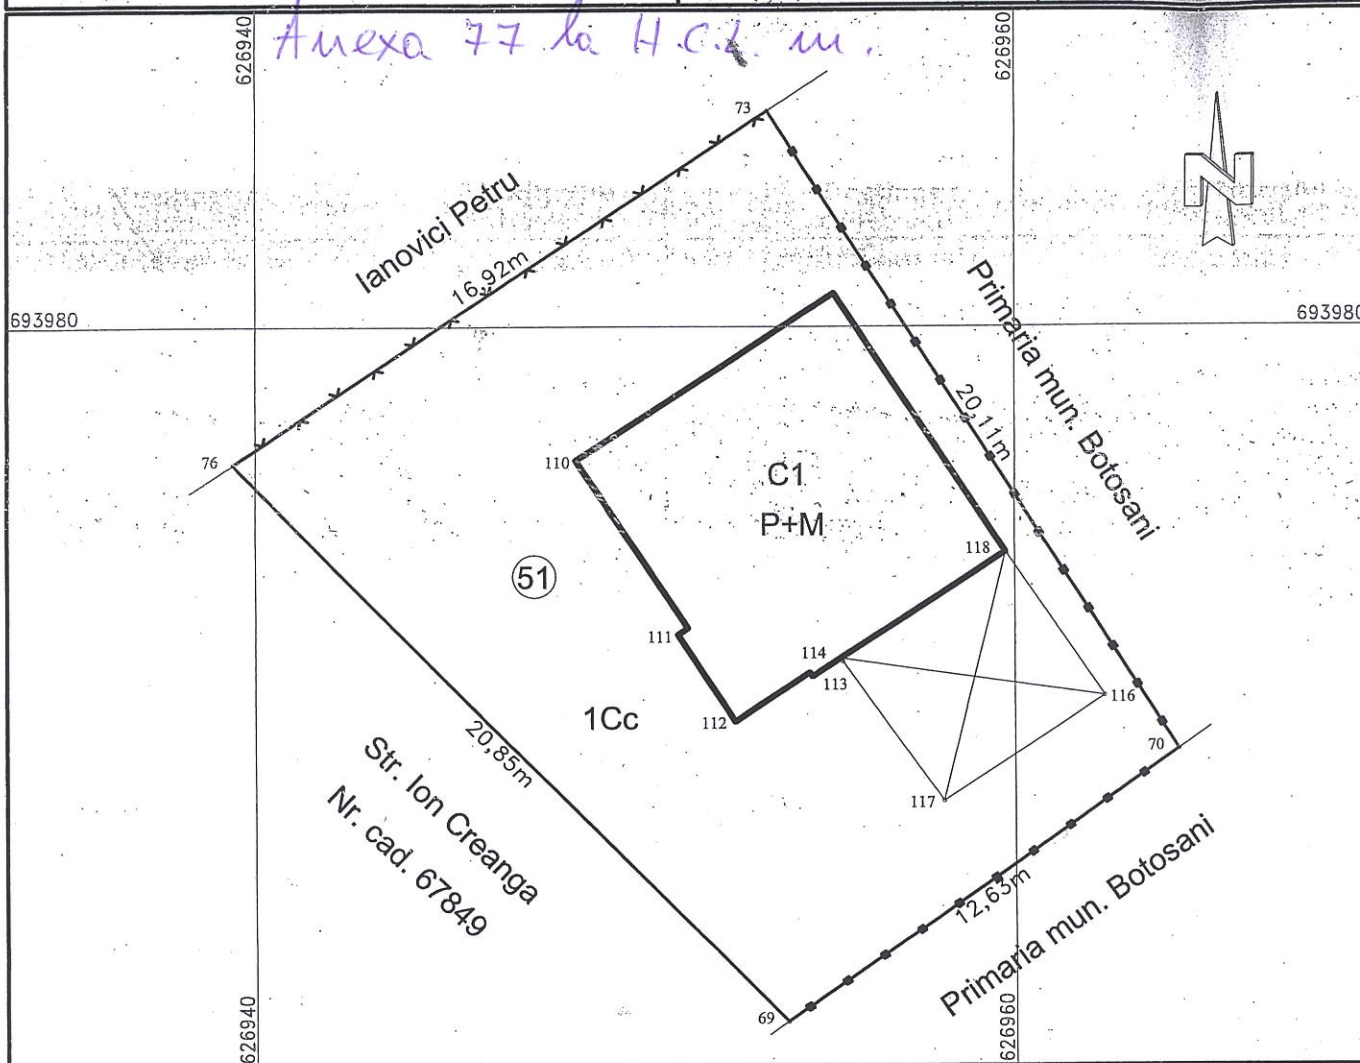 Anexa 77 la H.C.L. nr.
626940
626960
73
N
Ianovici Petru
16,92m
Primaria mun. Botosani
693980
693980
20,11m
76
110
C1
P+M
118
51
111
114
113
116
1Cc
112
70
20,85m
117
Str. Ion Creanga
Nr. cad. 67849
12,63m
Primaria mun. Botosani
69
626940
626960